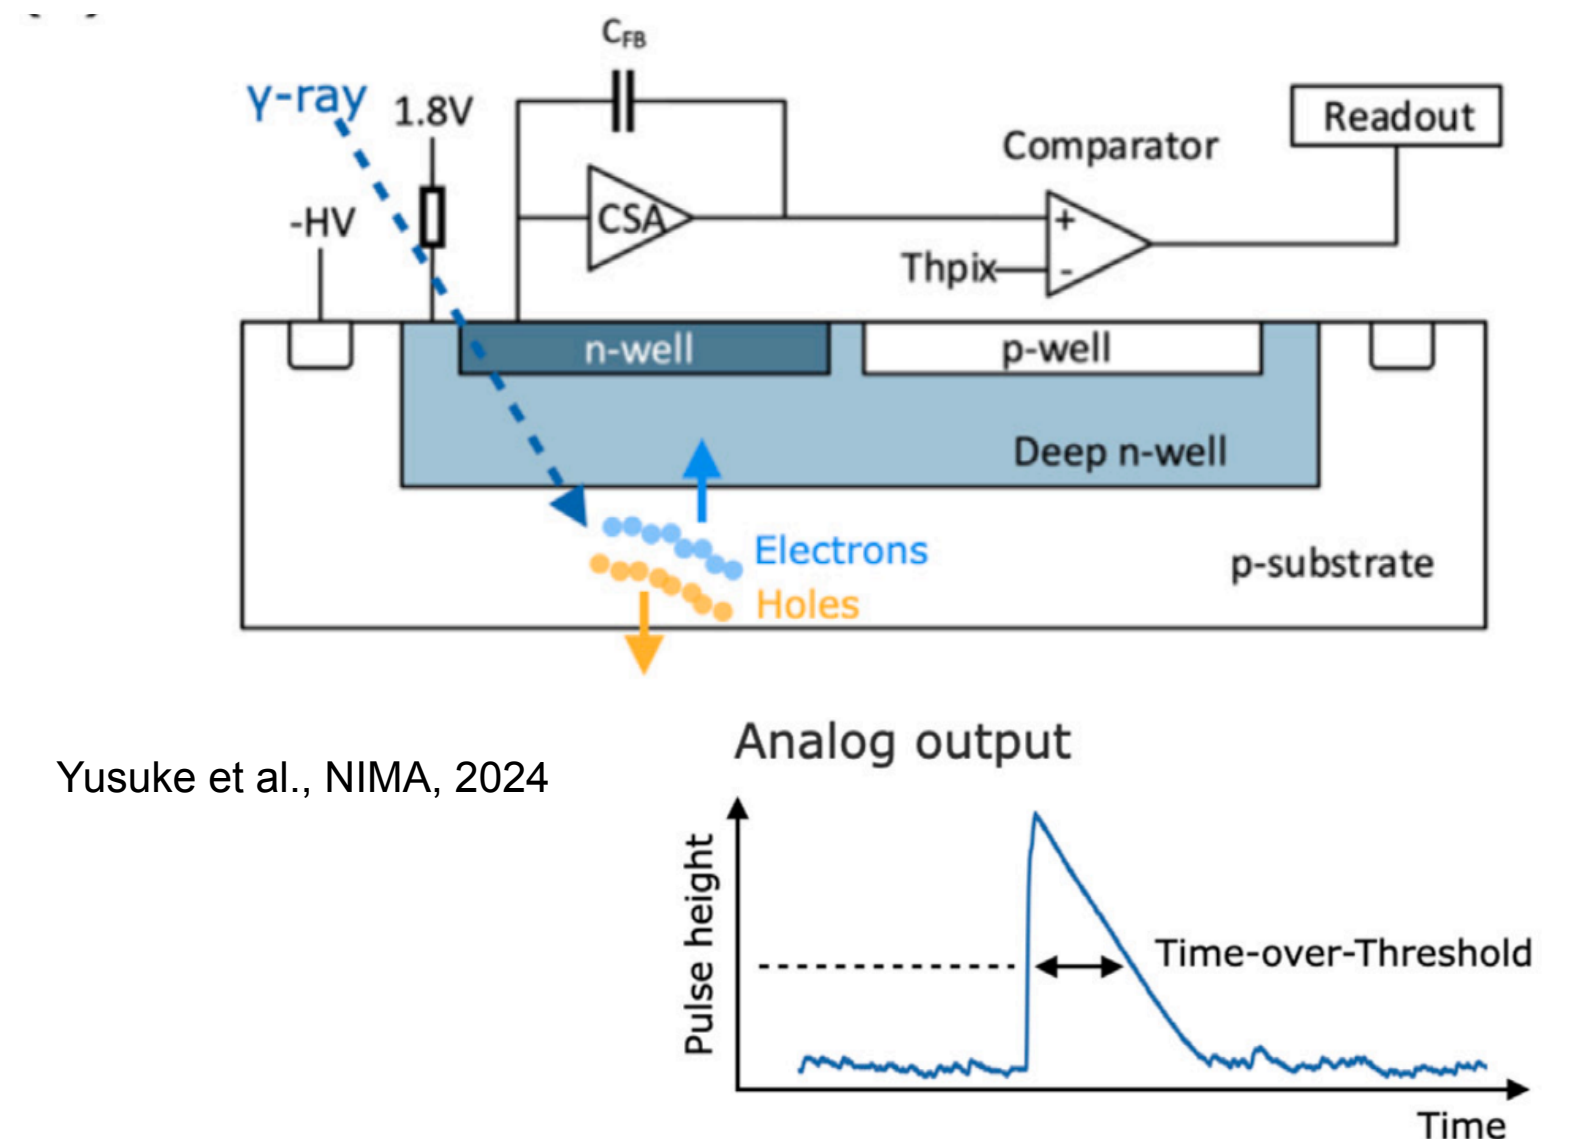 C_FB
γ-ray
1.8V
-HV
CSA
Comparator
Readout
+
Thpix
-
n-well
p-well
Deep n-well
Electrons
Holes
p-substrate
Yusuke et al., NIMA, 2024
Analog output
Pulse height
Time-over-Threshold
Time